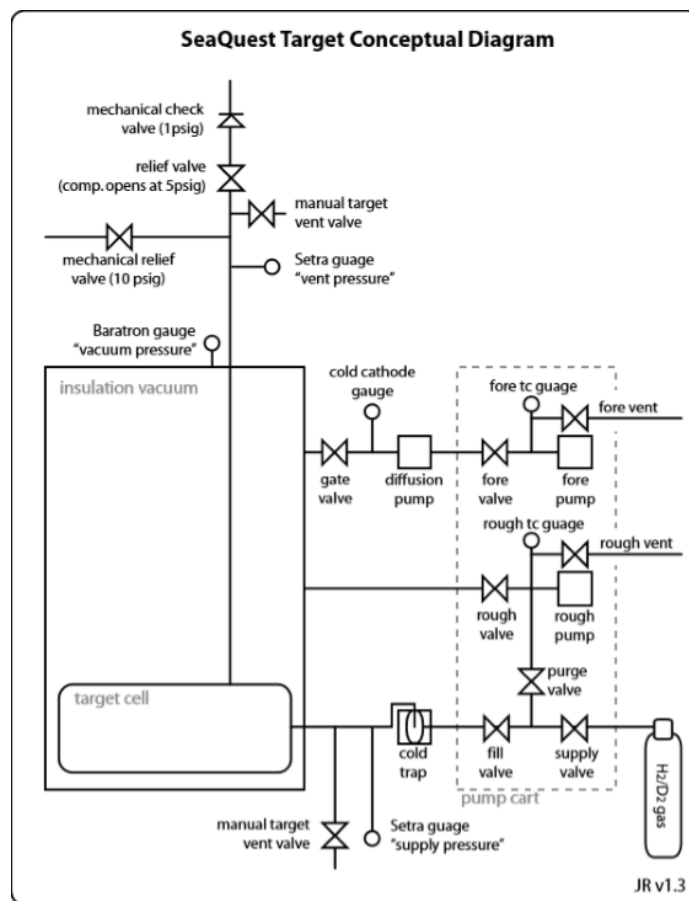 SeaQuest Target Conceptual Diagram
mechanical check
valve (1psig)
relief valve
(comp. opens at 5psig)
manual target
vent valve
mechanical relief
valve (10 psig)
Setra guage
“vent pressure”
Baratron gauge
“vacuum pressure”
insulation vacuum
cold cathode
gauge
fore tc guage
fore vent
gate
valve
diffusion
pump
fore
valve
fore
pump
rough tc guage
rough vent
rough
valve
rough
pump
purge
valve
target cell
cold
trap
fill
valve
supply
valve
H2/D2 gas
pump cart
manual target
vent valve
Setra guage
“supply pressure”
JR v1.3